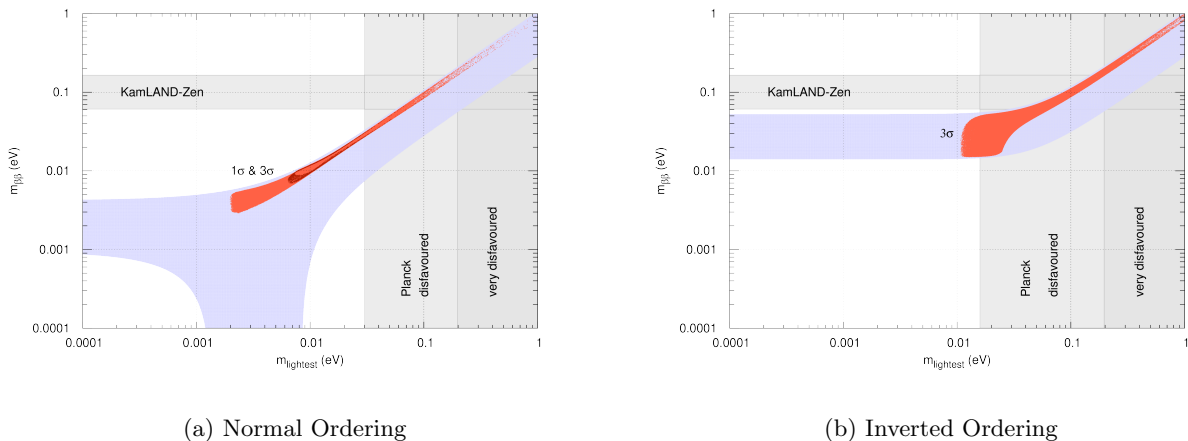 1
0.1
0.01
0.001
0.0001
m_ββ (eV)
KamLAND-Zen
1σ & 3σ
Planck
disfavoured
very disfavoured
0.0001 0.001 0.01 0.1 1
m_lightest (eV)
(a) Normal Ordering
1
0.1
0.01
0.001
0.0001
m_ββ (eV)
KamLAND-Zen
3σ
Planck
disfavoured
very disfavoured
0.0001 0.001 0.01 0.1 1
m_lightest (eV)
(b) Inverted Ordering